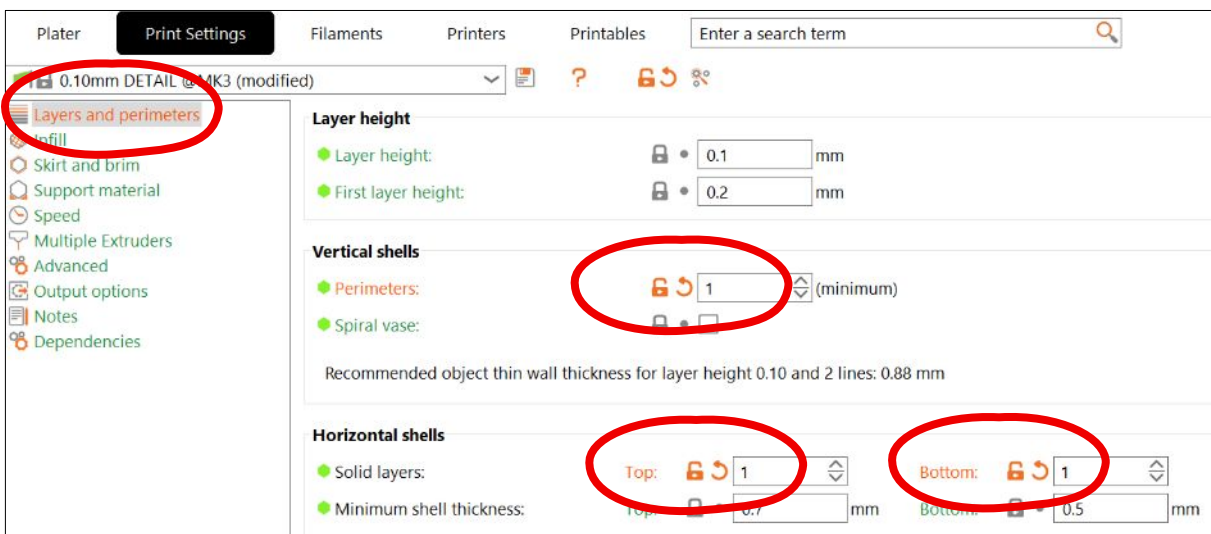 Plater Print Settings Filaments Printers Printables Enter a search term
0.10mm DETAIL @MK3 (modified) ?
Layers and perimeters
Infill
Skirt and brim
Support material
Speed
Multiple Extruders
Advanced
Output options
Notes
Dependencies
Layer height
Layer height: 0.1 mm
First layer height: 0.2 mm
Vertical shells
Perimeters: 1 (minimum)
Spiral vase:
Recommended object thin wall thickness for layer height 0.10 and 2 lines: 0.88 mm
Horizontal shells
Solid layers: Top: 1 Bottom: 1
Minimum shell thickness: Top: 0.7 mm Bottom: 0.5 mm